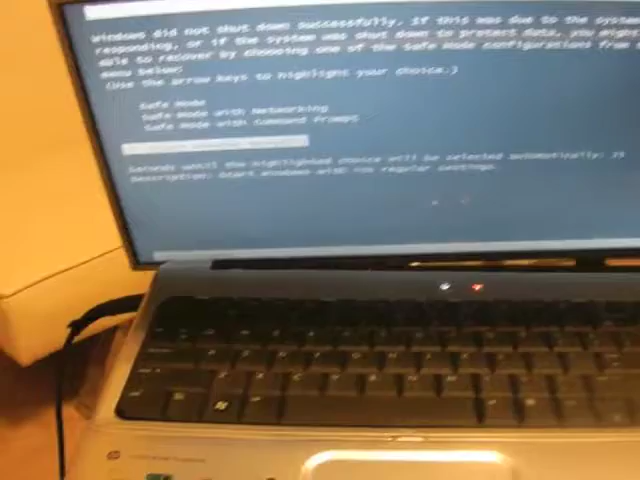 Windows did not shut down successfully. If this was due to the system
responding, or if the system was shut down to protect data, you might
able to recover by choosing one of the Safe Mode configurations from
menu below:
(Use the arrow keys to highlight your choice.)
Safe Mode
Safe Mode with Networking
Safe Mode with Command Prompt
Seconds until the highlighted choice will be selected automatically:
Description: Start Windows with its regular settings.
hp